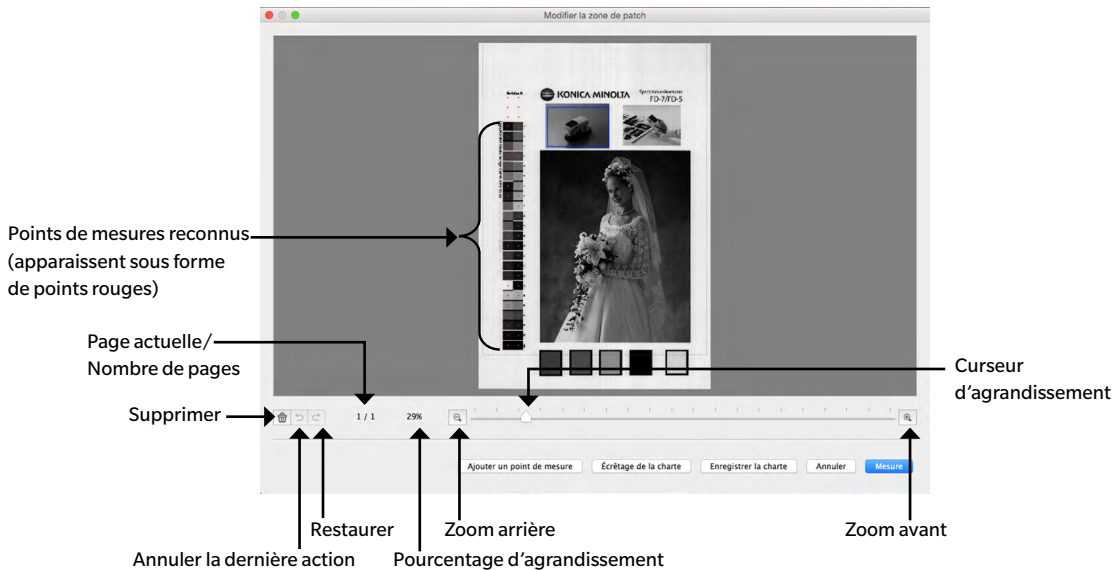 Modifier la zone de patch
KONICA MINOLTA
FD-7/FD-5
Points de mesures reconnus
(apparaissent sous forme
de points rouges)
Page actuelle/
Nombre de pages
Curseur
d'agrandissement
Supprimer
1 / 1
29%
Ajouter un point de mesure
Écrêtage de la charte
Enregistrer la charte
Annuler
Mesure
Restaurer
Zoom arrière
Zoom avant
Annuler la dernière action
Pourcentage d'agrandissement